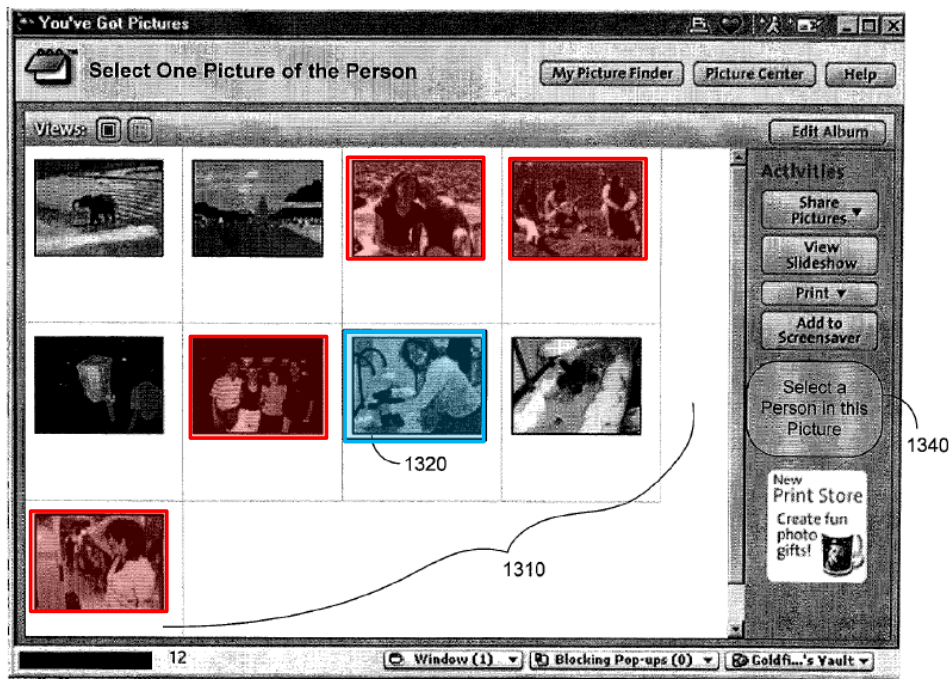 You've Got Pictures
Select One Picture of the Person
My Picture Finder
Picture Center
Help
Views:
Edit Album
Activities
Share
Pictures
View
Slideshow
Print
Add to
Screensaver
Select a
Person in this
Picture
1340
1320
New
Print Store
Create fun
photo
gifts!
1310
12
Window (1)
Blocking Pop-ups (0)
Goldfi...'s Vault